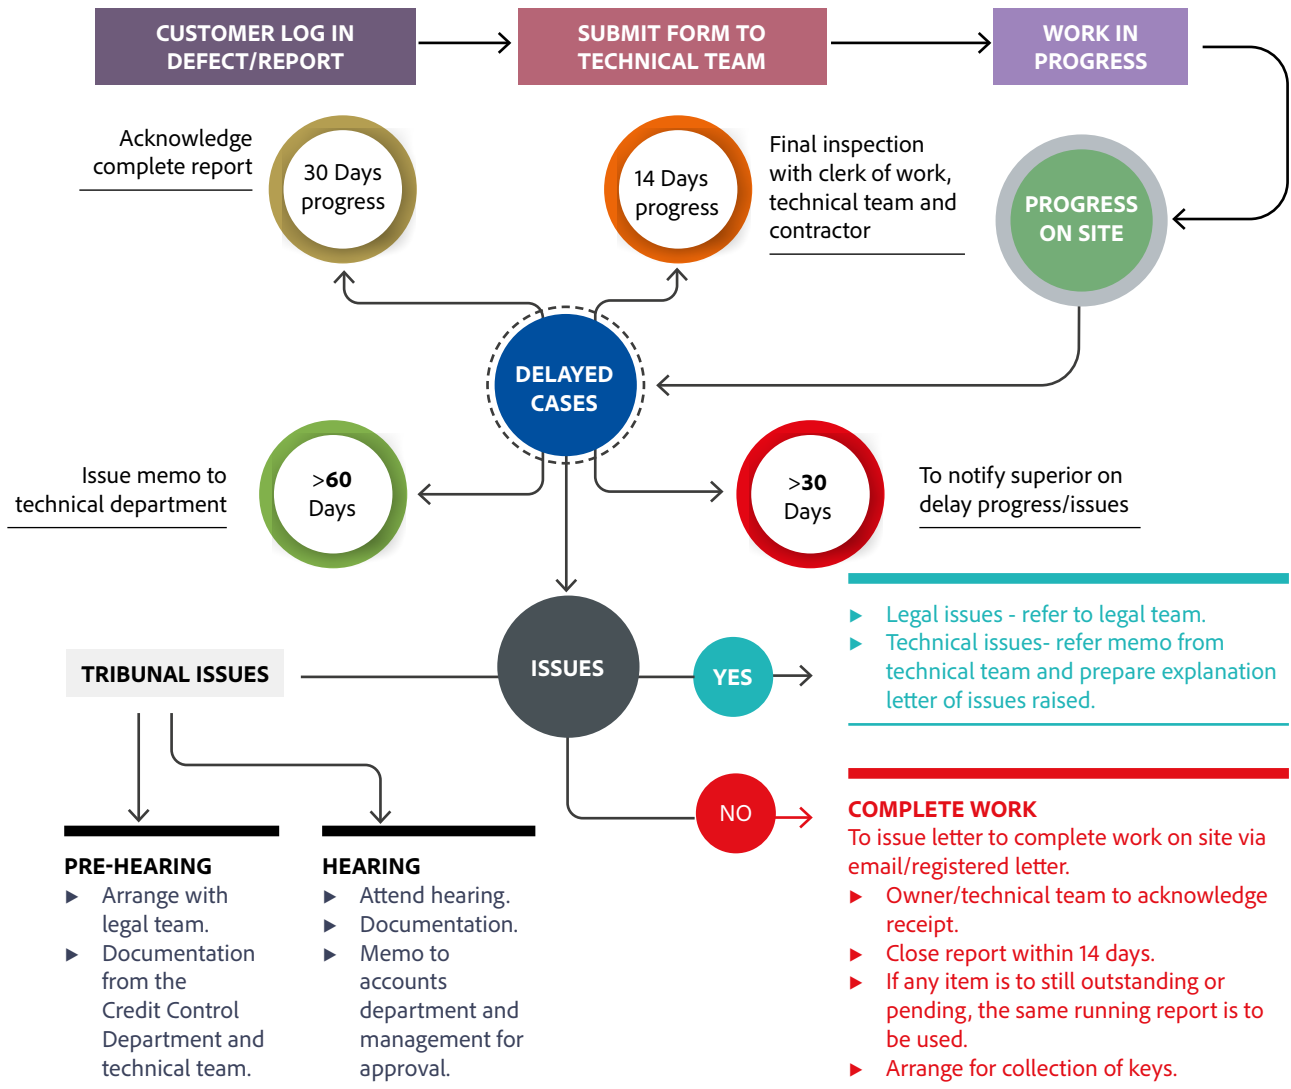 CUSTOMER LOG IN
DEFECT/REPORT
SUBMIT FORM TO
TECHNICAL TEAM
WORK IN
PROGRESS
Acknowledge
complete report
30 Days
progress
14 Days
progress
Final inspection
with clerk of work,
technical team and
contractor
PROGRESS
ON SITE
DELAYED
CASES
Issue memo to
technical department
>60
Days
>30
Days
To notify superior on
delay progress/issues
TRIBUNAL ISSUES
ISSUES
YES
► Legal issues - refer to legal team.
► Technical issues- refer memo from
technical team and prepare explanation
letter of issues raised.
NO
COMPLETE WORK
To issue letter to complete work on site via
email/registered letter.
► Owner/technical team to acknowledge
receipt.
► Close report within 14 days.
► If any item is to still outstanding or
pending, the same running report is to
be used.
► Arrange for collection of keys.
PRE-HEARING
► Arrange with
legal team.
► Documentation
from the
Credit Control
Department and
technical team.
HEARING
► Attend hearing.
► Documentation.
► Memo to
accounts
department and
management for
approval.